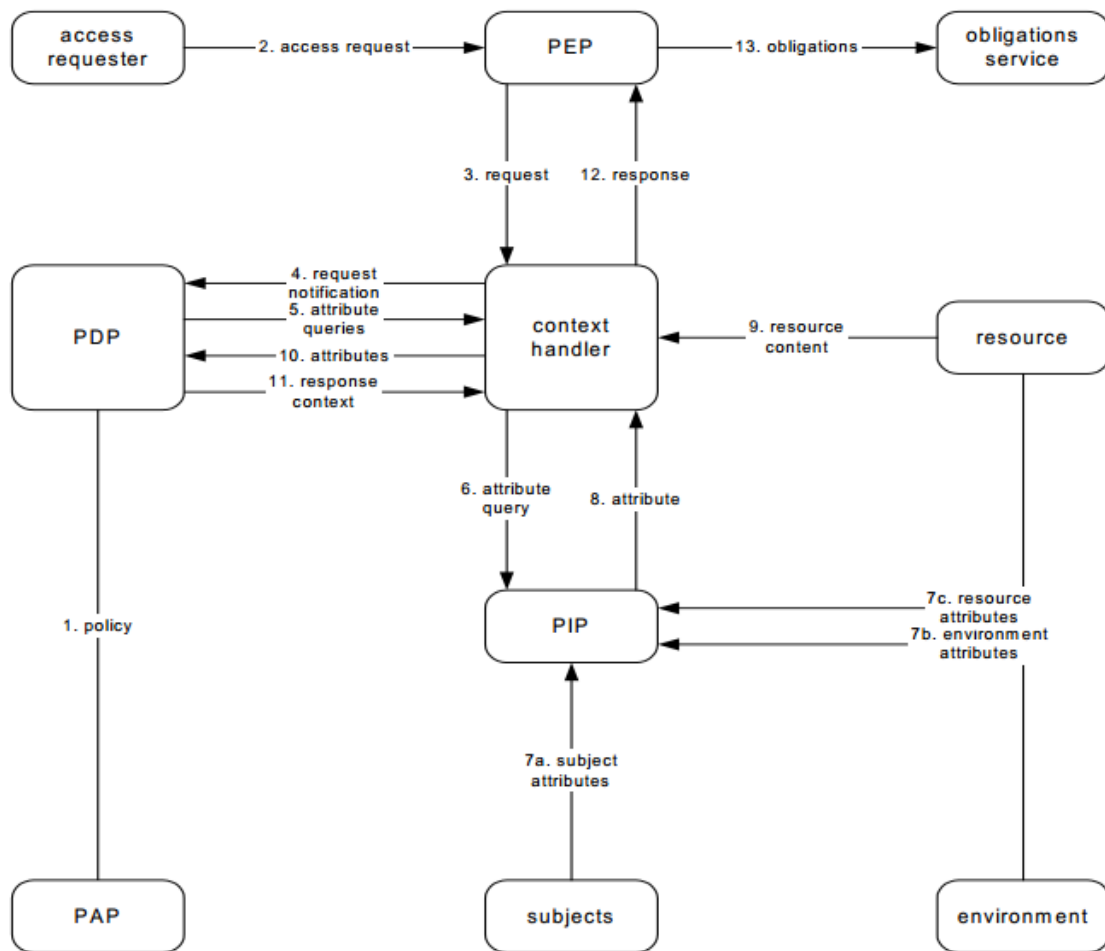 access
requester
2. access request
PEP
13. obligations
obligations
service
3. request
12. response
PDP
4. request
notification
5. attribute
queries
10. attributes
11. response
context
context
handler
9. resource
content
resource
6. attribute
query
8. attribute
1. policy
PIP
7c. resource
attributes
7b. environment
attributes
7a. subject
attributes
PAP
subjects
environment